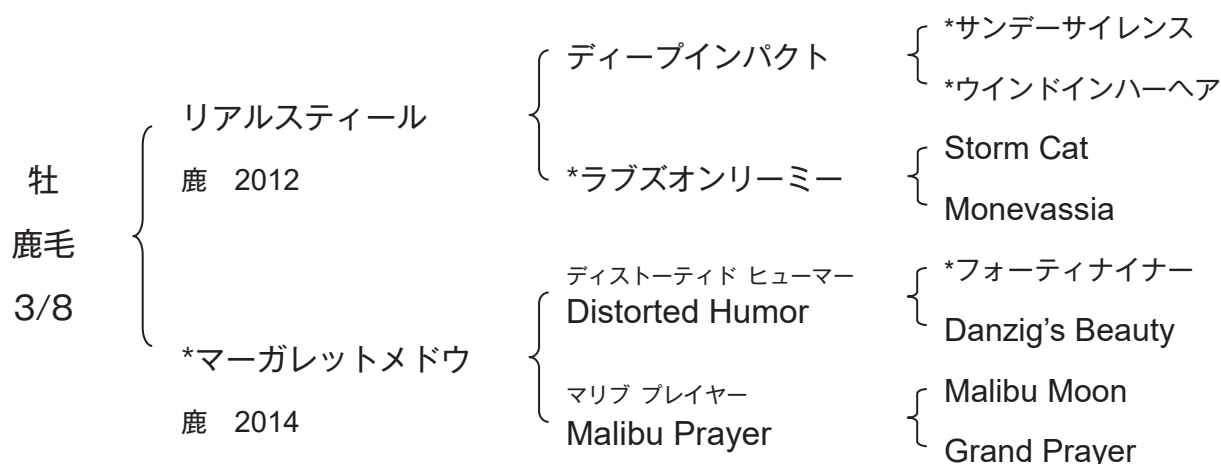 牡
鹿毛
3/8
リアルスティール
鹿 2012
*マーガレットメドウ
鹿 2014
ディープインパクト
*ラブズオンリーミー
ディストーティド ヒューマー
Distorted Humor
マリブ プレイヤー
Malibu Prayer
*サンデーサイレンス
*ウインドインハーヘア
Storm Cat
Monevassia
*フォーティナイナー
Danzig's Beauty
Malibu Moon
Grand Prayer